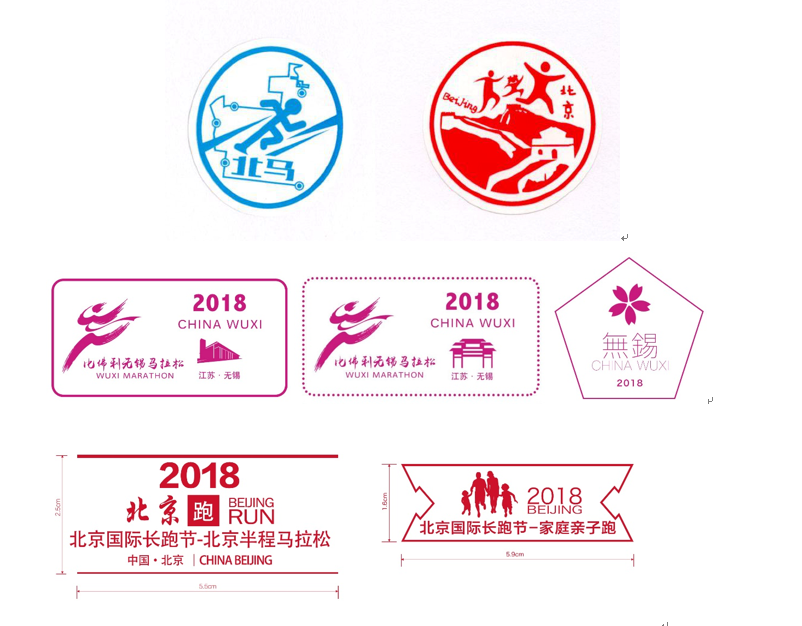 北马
BeiJing
北京
2018
CHINA WUXI
比佛利无锡马拉松
WUXI MARATHON
江苏·无锡
2018
CHINA WUXI
比佛利无锡马拉松
WUXI MARATHON
江苏·无锡
無錫
CHINA WUXI
2018
2018
北京 跑 BEIJING RUN
北京国际长跑节-北京半程马拉松
中国·北京 | CHINA BEIJING
2.5cm
5.5cm
2018
BEIJING
北京国际长跑节-家庭亲子跑
1.6cm
5.9cm